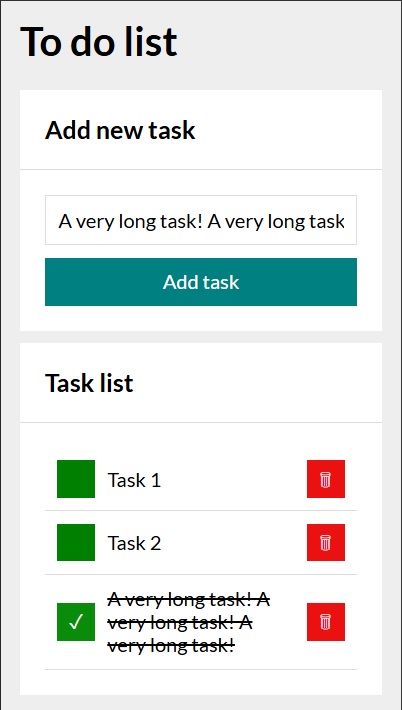 To do list
Add new task
A very long task! A very long task
Add task
Task list
Task 1
Task 2
A very long task! A
very long task! A
very long task!